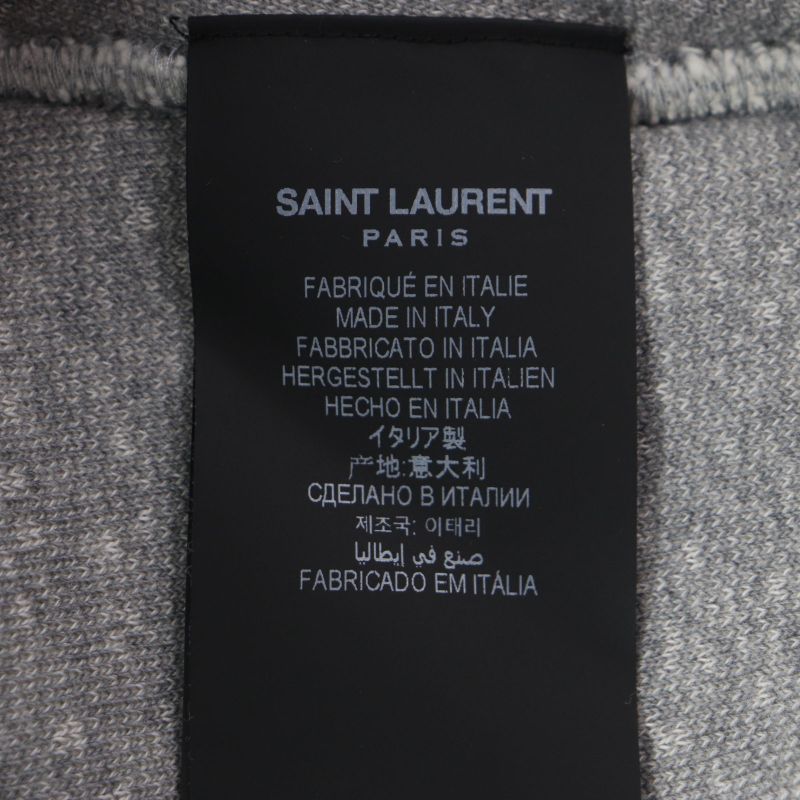 SAINT LAURENT
PARIS
FABRIQUÉ EN ITALIE
MADE IN ITALY
FABBRICATO IN ITALIA
HERGESTELLT IN ITALIEN
HECHO EN ITALIA
イタリア製
产地:意大利
СДЕЛАНО В ИТАЛИИ
제조국: 이태리
صنع في إيطاليا
FABRICADO EM ITÁLIA